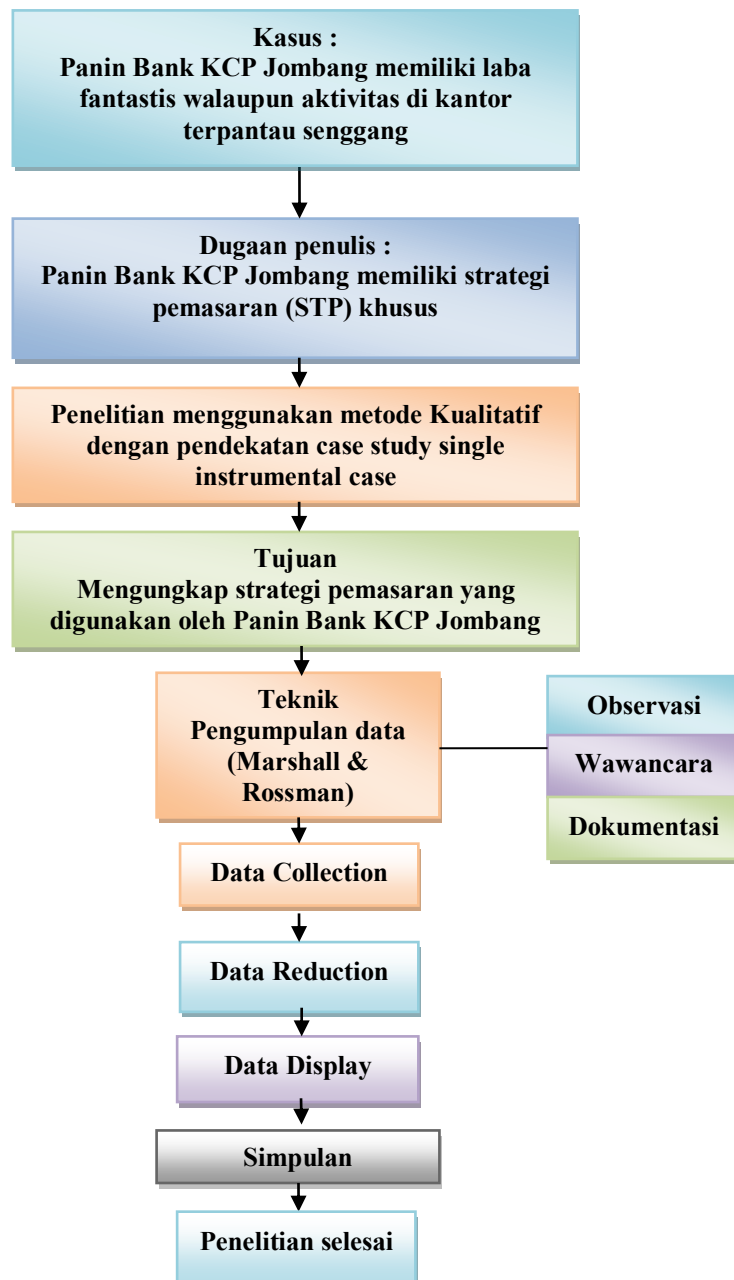 Kasus :
Panin Bank KCP Jombang memiliki laba
fantastis walaupun aktivitas di kantor
terpantau senggang
Dugaan penulis :
Panin Bank KCP Jombang memiliki strategi
pemasaran (STP) khusus
Penelitian menggunakan metode Kualitatif
dengan pendekatan case study single
instrumental case
Tujuan
Mengungkap strategi pemasaran yang
digunakan oleh Panin Bank KCP Jombang
Teknik
Pengumpulan data
(Marshall &
Rossman)
Observasi
Wawancara
Dokumentasi
Data Collection
Data Reduction
Data Display
Simpulan
Penelitian selesai